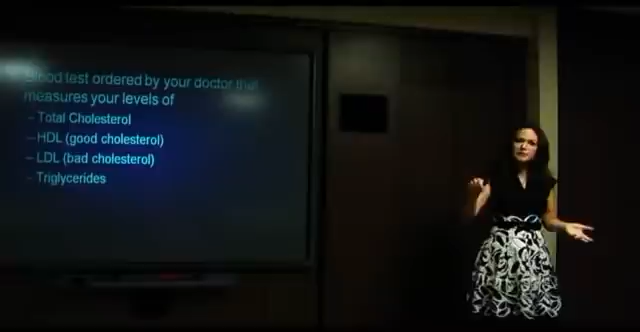 Blood test ordered by your doctor that
measures your levels of
– Total Cholesterol
– HDL (good cholesterol)
– LDL (bad cholesterol)
– Triglycerides